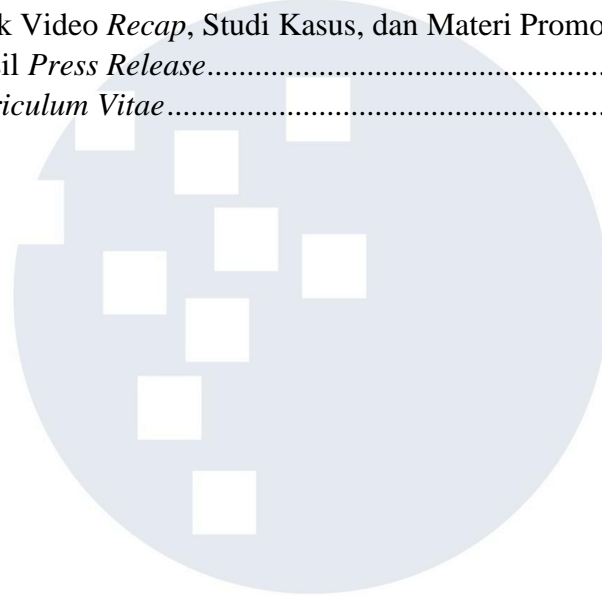 k Video Recap, Studi Kasus, dan Materi Promo
il Press Release....................................................
riculum Vitae.........................................................